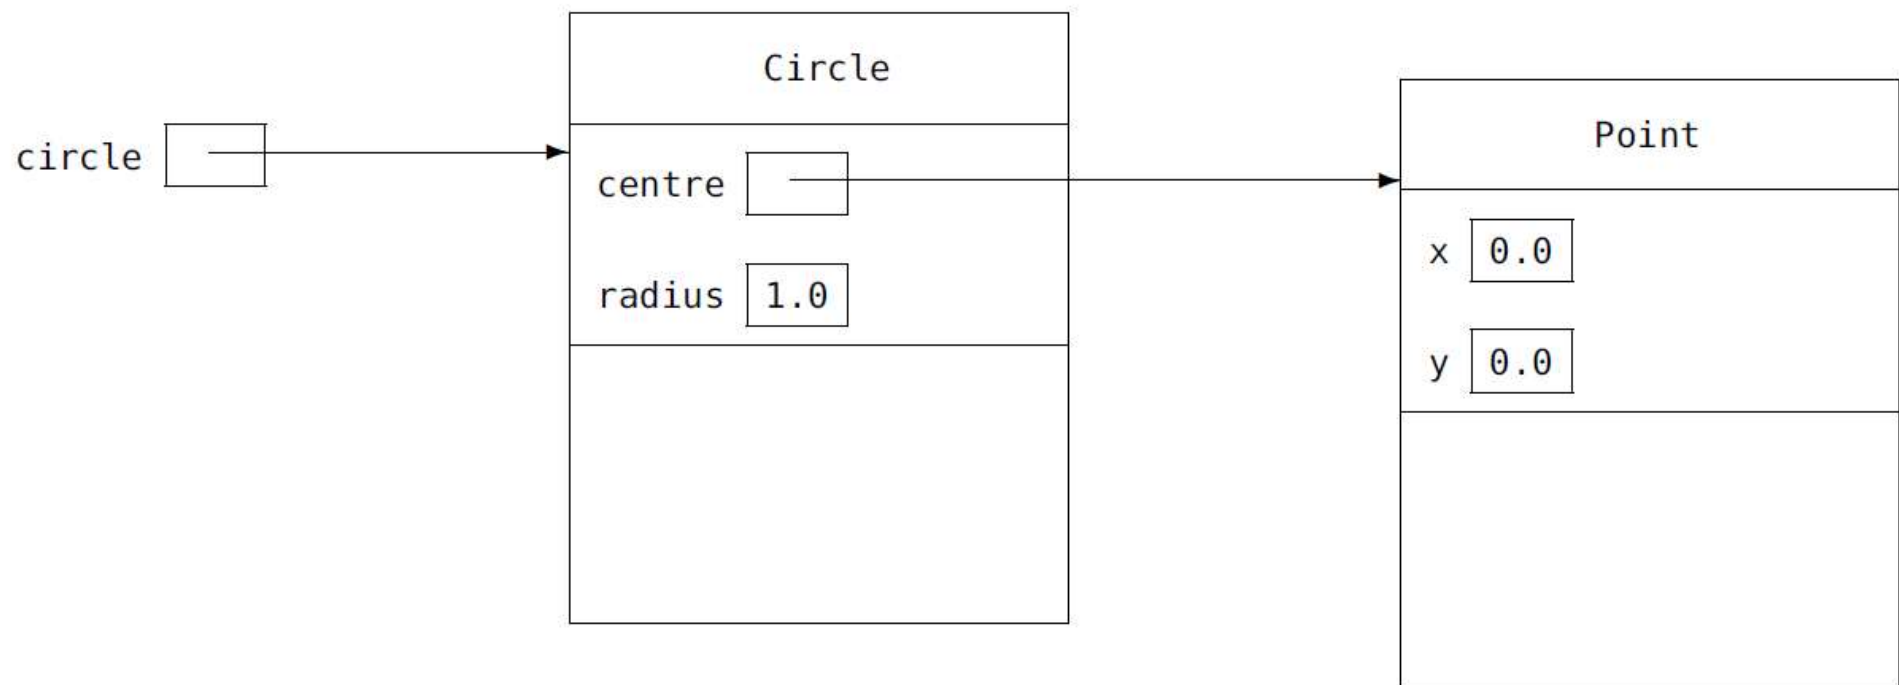 circle
Circle
centre
radius 1.0
Point
x 0.0
y 0.0